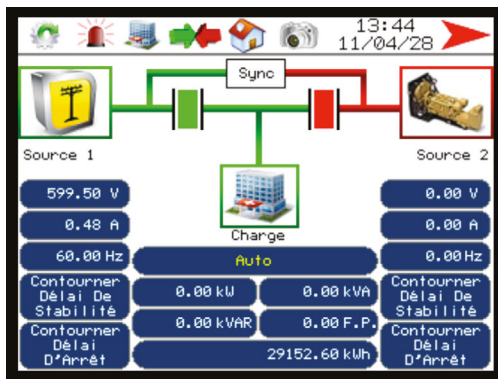 13:44
11/04/28
Sync
Source 1
Source 2
599.50 V
0.00 V
0.48 A
Charge
0.00 A
60.00 Hz
Auto
0.00 Hz
Contourner
Délai De
Stabilité
0.00 kW
0.00 kVA
Contourner
Délai De
Stabilité
0.00 kVAR
0.00 F.P.
Contourner
Délai
D'Arrêt
29152.60 kWh
Contourner
Délai
D'Arrêt